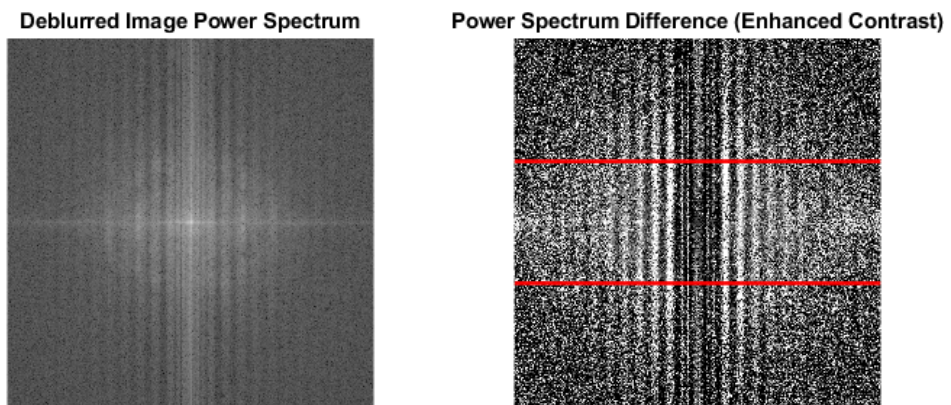 Deblurred Image Power Spectrum
Power Spectrum Difference (Enhanced Contrast)